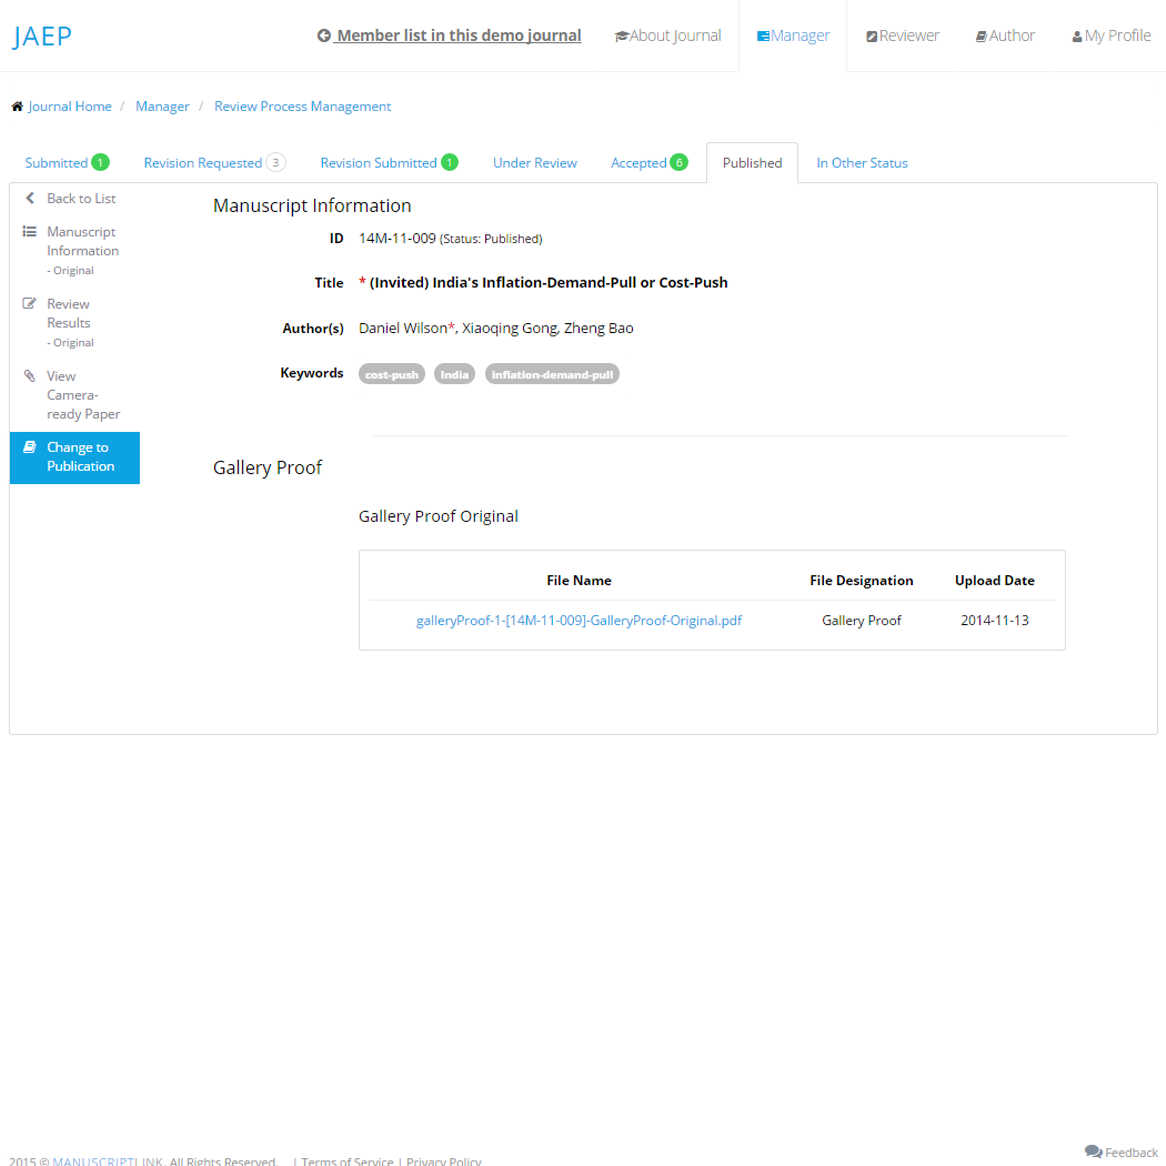 JAEP
Member list in this demo journal
About Journal
Manager
Reviewer
Author
My Profile
Journal Home / Manager / Review Process Management
Submitted 1
Revision Requested 3
Revision Submitted 1
Under Review
Accepted 6
Published
In Other Status
Back to List
Manuscript
Information
- Original
Review
Results
- Original
View
Camera-
ready Paper
Change to
Publication
Manuscript Information
ID 14M-11-009 (Status: Published)
Title * (Invited) India's Inflation-Demand-Pull or Cost-Push
Author(s) Daniel Wilson*, Xiaoqing Gong, Zheng Bao
Keywords cost-push India inflation-demand-pull
Gallery Proof
Gallery Proof Original
File Name File Designation Upload Date
galleryProof-1-[14M-11-009]-GalleryProof-Original.pdf Gallery Proof 2014-11-13
Feedback
2015 © MANUSCRIPTLINK. All Rights Reserved. | Terms of Service | Privacy Policy